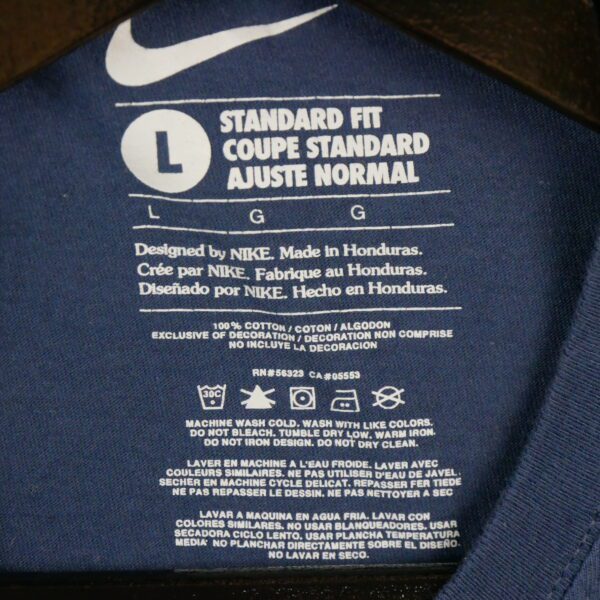 L
STANDARD FIT
COUPE STANDARD
AJUSTE NORMAL
L G G
Designed by NIKE. Made in Honduras.
Crée par NIKE. Fabrique au Honduras.
Diseñado por NIKE. Hecho en Honduras.
100% COTTON / COTON / ALGODON
EXCLUSIVE OF DECORATION / DECORATION NON COMPRISE
NO INCLUYE LA DECORACION
RN#56323 CA#05553
30C
MACHINE WASH COLD. WASH WITH LIKE COLORS.
DO NOT BLEACH. TUMBLE DRY LOW. WARM IRON.
DO NOT IRON DESIGN. DO NOT DRY CLEAN.
LAVER EN MACHINE A L'EAU FROIDE. LAVER AVEC
COULEURS SIMILAIRES. NE PAS UTILISER D'EAU DE JAVEL.
SECHER EN MACHINE CYCLE DELICAT. REPASSER FER TIEDE
NE PAS REPASSER LE DESSIN. NE PAS NETTOYER A SEC
LAVAR A MAQUINA EN AGUA FRIA. LAVAR CON
COLORES SIMILARES. NO USAR BLANQUEADORES. USAR
SECADORA CICLO LENTO. USAR PLANCHA TEMPERATURA
MEDIA. NO PLANCHAR DIRECTAMENTE SOBRE EL DISEÑO.
NO LAVAR EN SECO.